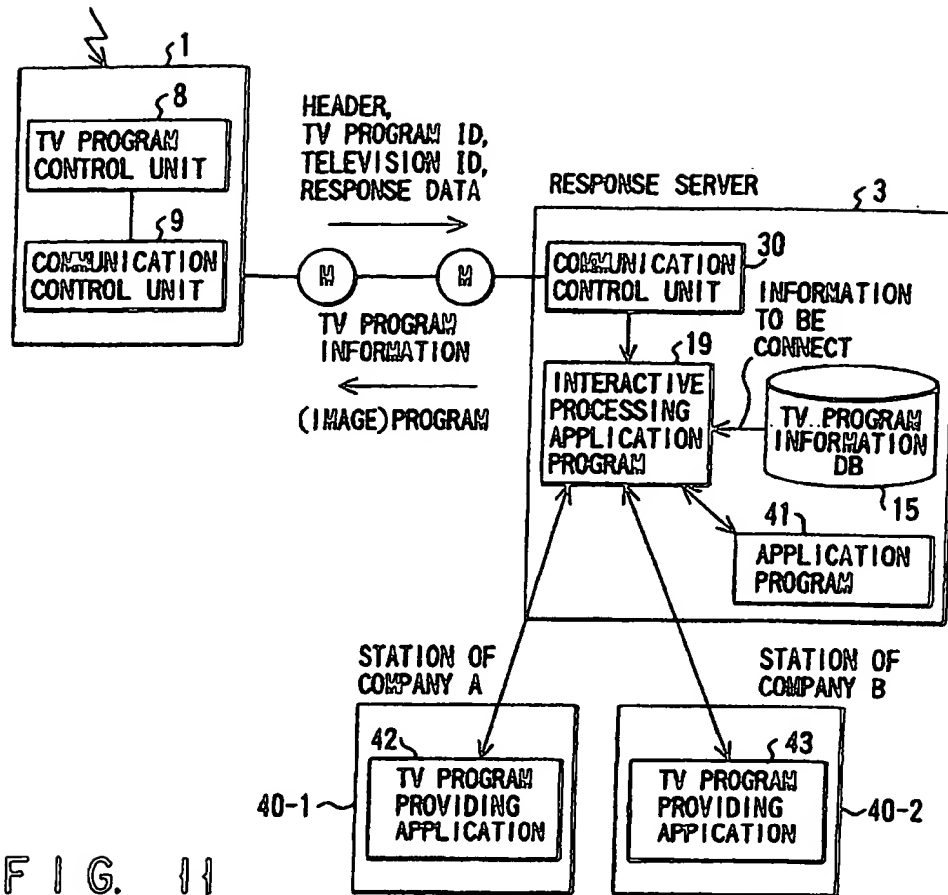 1
8
TV PROGRAM
CONTROL UNIT
9
COMMUNICATION
CONTROL UNIT
HEADER,
TV PROGRAM ID,
TELEVISION ID,
RESPONSE DATA
M
M
TV PROGRAM
INFORMATION
(IMAGE)PROGRAM
RESPONSE SERVER
3
COMMUNICATION
CONTROL UNIT
30
INFORMATION
TO BE
CONNECT
19
INTERACTIVE
PROCESSING
APPLICATION
PROGRAM
TV PROGRAM
INFORMATION
DB
15
41
APPLICATION
PROGRAM
STATION OF
COMPANY A
42
TV PROGRAM
PROVIDING
APPLICATION
40-1
STATION OF
COMPANY B
43
TV PROGRAM
PROVIDING
APPICATION
40-2
FIG. 11